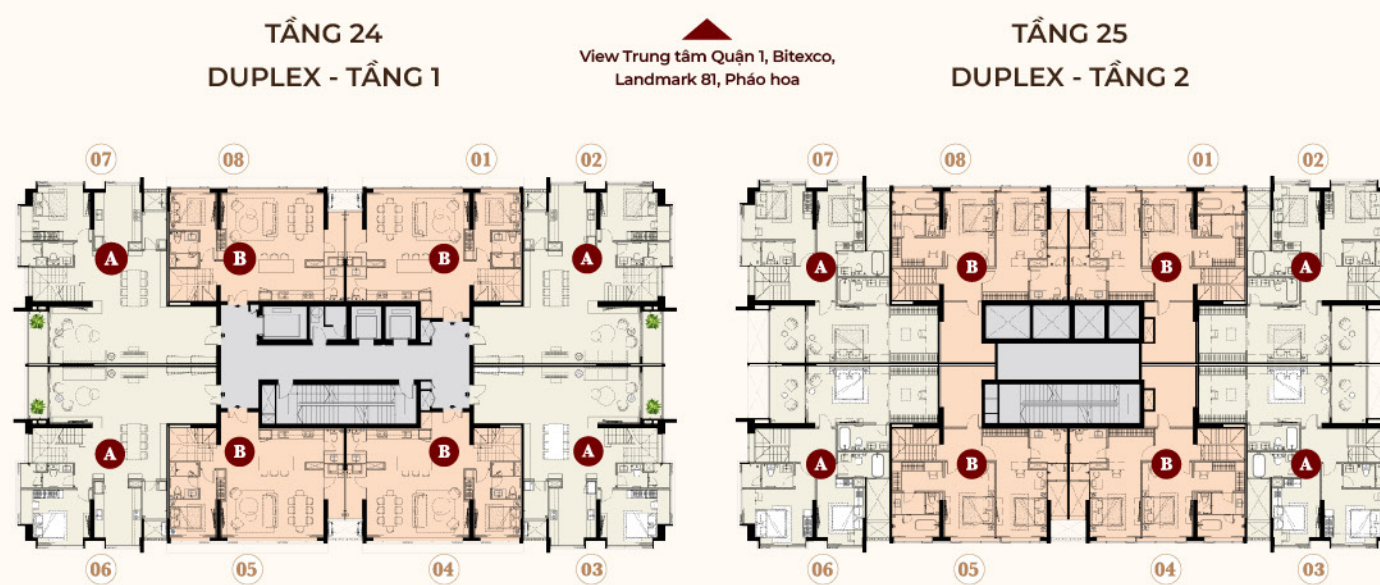 TẦNG 24
DUPLEX - TẦNG 1
View Trung tâm Quận 1, Bitexco,
Landmark 81, Pháo hoa
TẦNG 25
DUPLEX - TẦNG 2
07 08 01 02
07 08 01 02
A B B A
A B B A
A B B A
A B B A
06 05 04 03
06 05 04 03